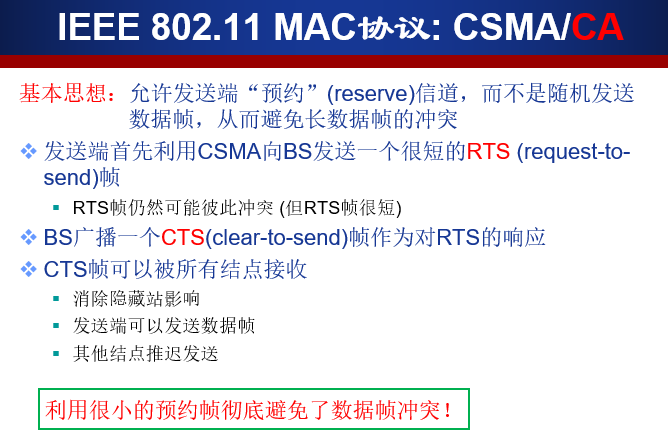 IEEE 802.11 MAC协议: CSMA/CA
基本思想：允许发送端“预约”(reserve)信道，而不是随机发送
数据帧，从而避免长数据帧的冲突
发送端首先利用CSMA向BS发送一个很短的RTS (request-to-
send)帧
RTS帧仍然可能彼此冲突 (但RTS帧很短)
BS广播一个CTS(clear-to-send)帧作为对RTS的响应
CTS帧可以被所有结点接收
消除隐藏站影响
发送端可以发送数据帧
其他结点推迟发送
利用很小的预约帧彻底避免了数据帧冲突！